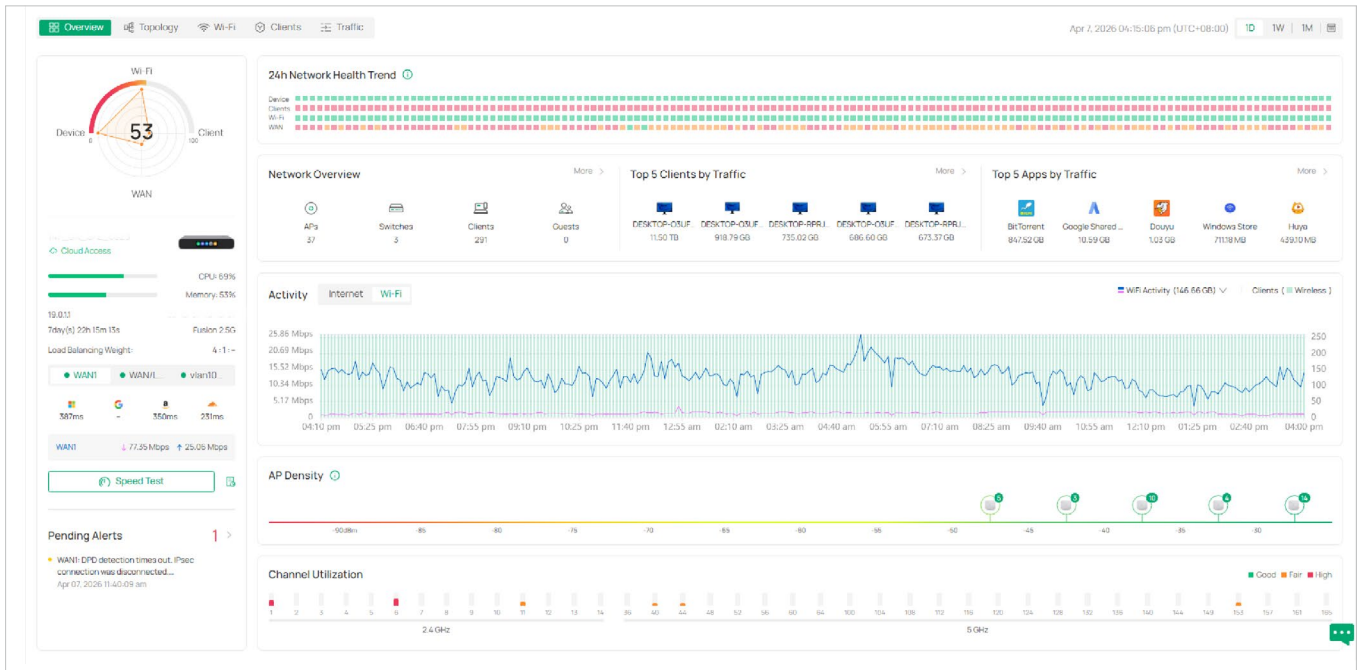 Overview Topology Wi-Fi Clients Traffic
Apr 7, 2026 04:15:06 pm (UTC+08:00) 1D 1W 1M
Wi-Fi
Device 53 Client
0 100
WAN
Cloud Access
CPU: 69%
Memory: 53%
19.0.1.1
7day(s) 22h 15m 13s Fusion 2.5G
Load Balancing Weight: 4:1:-
WAN1 WAN/1... vlan10...
387ms - 350ms 231ms
WAN1 77.35 Mbps 25.06 Mbps
Speed Test
Pending Alerts 1
WAN1: DPD detection times out. IPsec
connection was disconnected....
Apr 07, 2026 11:40:09 am
24h Network Health Trend
Device
Clients
Wi-Fi
WAN
Network Overview More
APs Switches Clients Guests
37 3 291 0
Top 5 Clients by Traffic More
DESKTOP-O3UF... DESKTOP-O3UF... DESKTOP-RPRJ... DESKTOP-O3UF... DESKTOP-RPRJ...
11.50 TB 918.79 GB 735.02 GB 686.60 GB 673.37 GB
Top 5 Apps by Traffic More
BitTorrent Google Shared ... Douyu Windows Store Huya
847.52 GB 10.59 GB 1.03 GB 711.18 MB 439.10 MB
Activity Internet Wi-Fi
WiFi Activity (146.66 GB) Clients ( Wireless )
25.86 Mbps 250
20.69 Mbps 200
15.52 Mbps 150
10.34 Mbps 100
5.17 Mbps 50
0 0
04:10 pm 05:25 pm 06:40 pm 07:55 pm 09:10 pm 10:25 pm 11:40 pm 12:55 am 02:10 am 03:25 am 04:40 am 05:55 am 07:10 am 08:25 am 09:40 am 10:55 am 12:10 pm 01:25 pm 02:40 pm 04:00 pm
AP Density
5 3 10 4 14
-90dBm -85 -80 -75 -70 -65 -60 -55 -50 -45 -40 -35 -30
Channel Utilization
Good Fair High
1 2 3 4 5 6 7 8 9 10 11 12 13 14 36 40 44 48 52 56 60 64 100 104 108 112 116 120 124 128 132 136 140 144 149 153 157 161 165
2.4 GHz 5 GHz